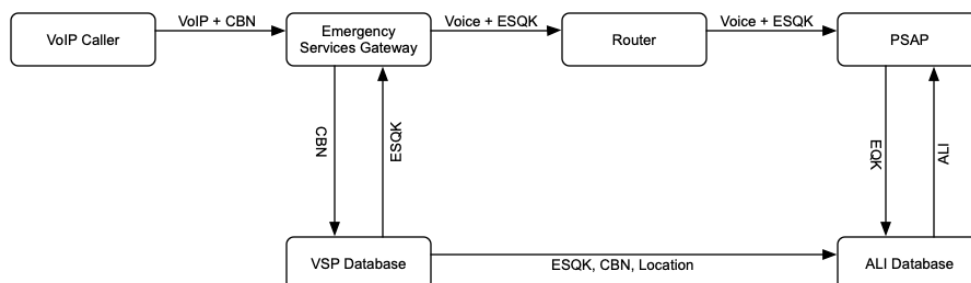 VoIP Caller
VoIP + CBN
Emergency
Services Gateway
Voice + ESQK
Router
Voice + ESQK
PSAP
CBN
ESQK
EQK
ALI
VSP Database
ESQK, CBN, Location
ALI Database